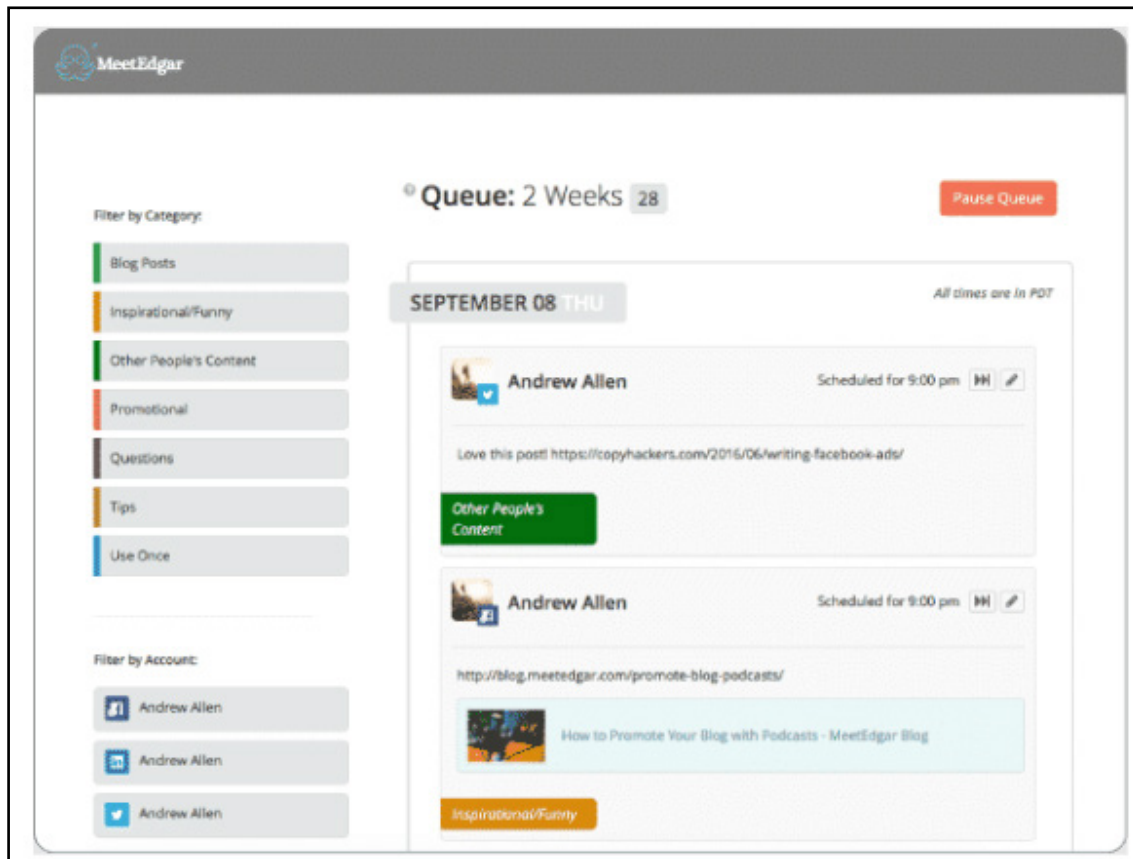 MeetEdgar
Filter by Category:
Blog Posts
Inspirational/Funny
Other People's Content
Promotional
Questions
Tips
Use Once
Filter by Account:
Andrew Allen
Andrew Allen
Andrew Allen
Queue: 2 Weeks 28
Pause Queue
SEPTEMBER 08 THU
All times are in PDT
Andrew Allen
Scheduled for 9:00 pm
Love this post! https://copyhackers.com/2016/06/writing-facebook-ads/
Other People's
Content
Andrew Allen
Scheduled for 9:00 pm
http://blog.meetedgar.com/promote-blog-podcasts/
How to Promote Your Blog with Podcasts - MeetEdgar Blog
Inspirational/Funny